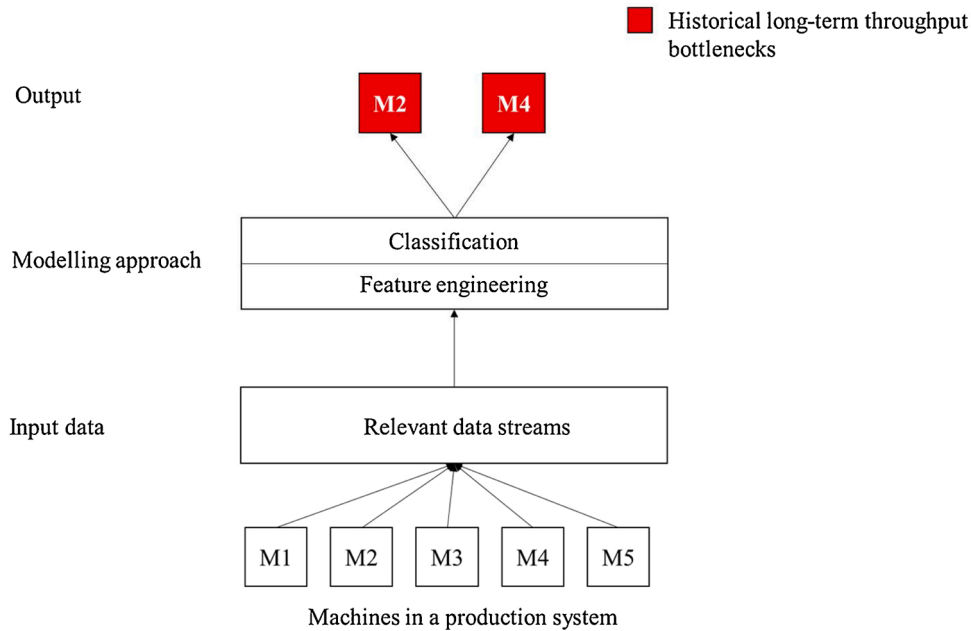 Historical long-term throughput
bottlenecks
Output
M2
M4
Modelling approach
Classification
Feature engineering
Input data
Relevant data streams
M1
M2
M3
M4
M5
Machines in a production system